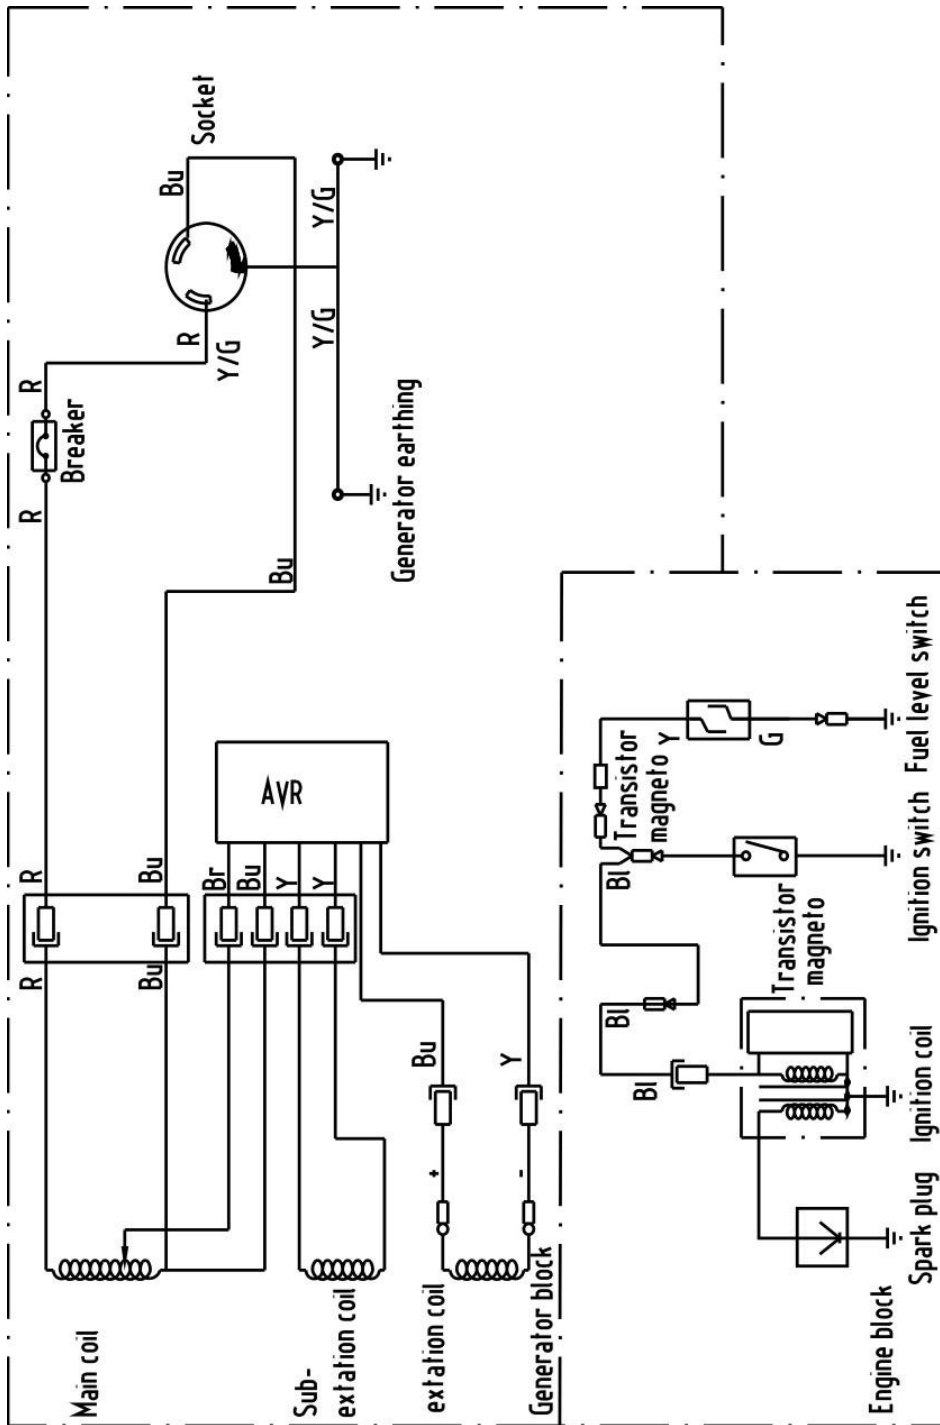 R
R
R
R
Main coil
Breaker
Bu
Bu
Bu
Socket
R
Y/G
Br
Bu
Y
Y
AVR
Bu
Y/G
Y/G
Sub-
extation coil
Generator earthing
extation coil
+
Bu
-
Y
Generator block
Bl
Bl
Bl
Transistor
magneto
Y
G
Transistor
magneto
Engine block
Spark plug
Ignition coil
Ignition switch
Fuel level switch